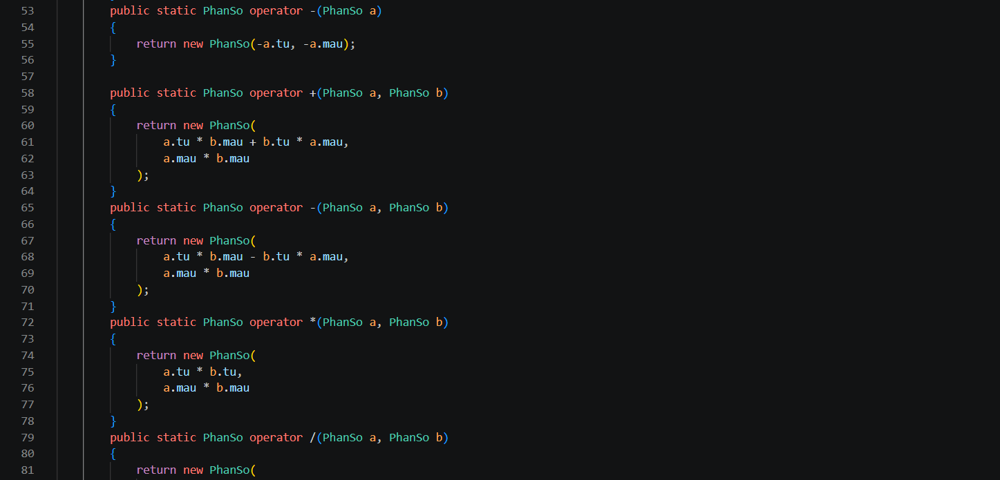 53 public static PhanSo operator -(PhanSo a)
54 {
55 return new PhanSo(-a.tu, -a.mau);
56 }
57
58 public static PhanSo operator +(PhanSo a, PhanSo b)
59 {
60 return new PhanSo(
61 a.tu * b.mau + b.tu * a.mau,
62 a.mau * b.mau
63 );
64 }
65 public static PhanSo operator -(PhanSo a, PhanSo b)
66 {
67 return new PhanSo(
68 a.tu * b.mau - b.tu * a.mau,
69 a.mau * b.mau
70 );
71 }
72 public static PhanSo operator *(PhanSo a, PhanSo b)
73 {
74 return new PhanSo(
75 a.tu * b.tu,
76 a.mau * b.mau
77 );
78 }
79 public static PhanSo operator /(PhanSo a, PhanSo b)
80 {
81 return new PhanSo(